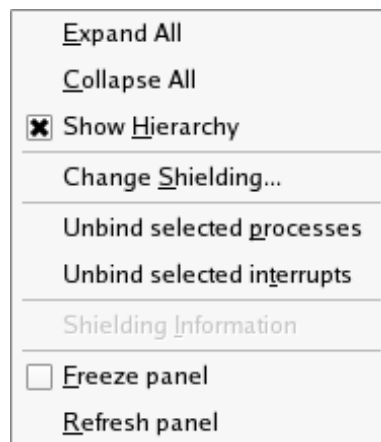 Expand All
Collapse All
Show Hierarchy
Change Shielding...
Unbind selected processes
Unbind selected interrupts
Shielding Information
Freeze panel
Refresh panel